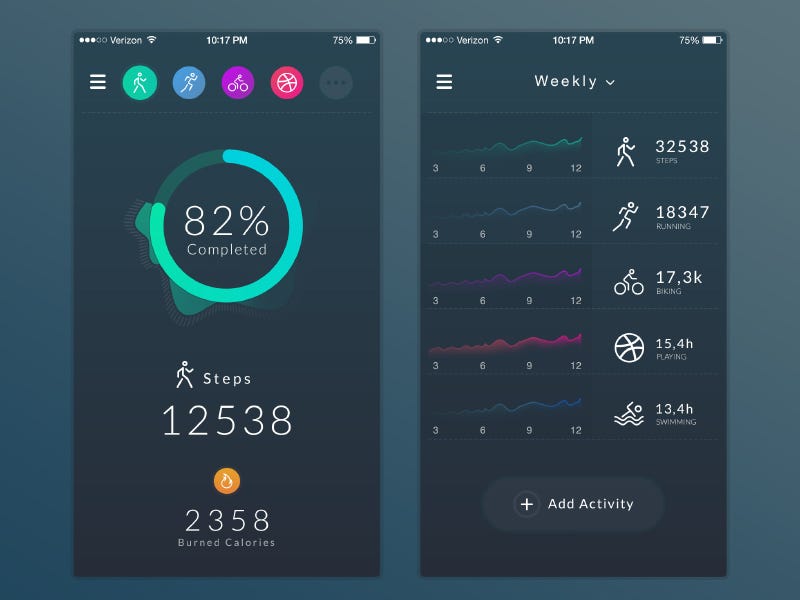 Verizon 10:17 PM 75%
82%
Completed
Steps
12538
2358
Burned Calories
Verizon 10:17 PM 75%
Weekly
3 6 9 12
32538
STEPS
3 6 9 12
18347
RUNNING
3 6 9 12
17,3k
BIKING
3 6 9 12
15,4h
PLAYING
3 6 9 12
13,4h
SWIMMING
Add Activity